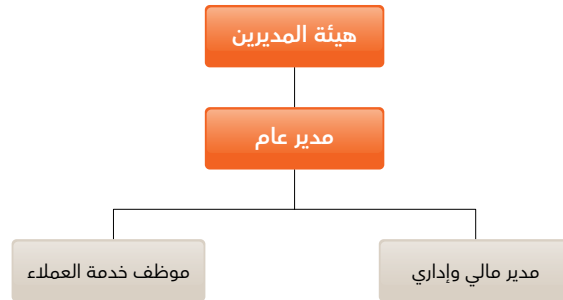 هيئة المديرين
مدير عام
مدير مالي وإداري
موظف خدمة العملاء